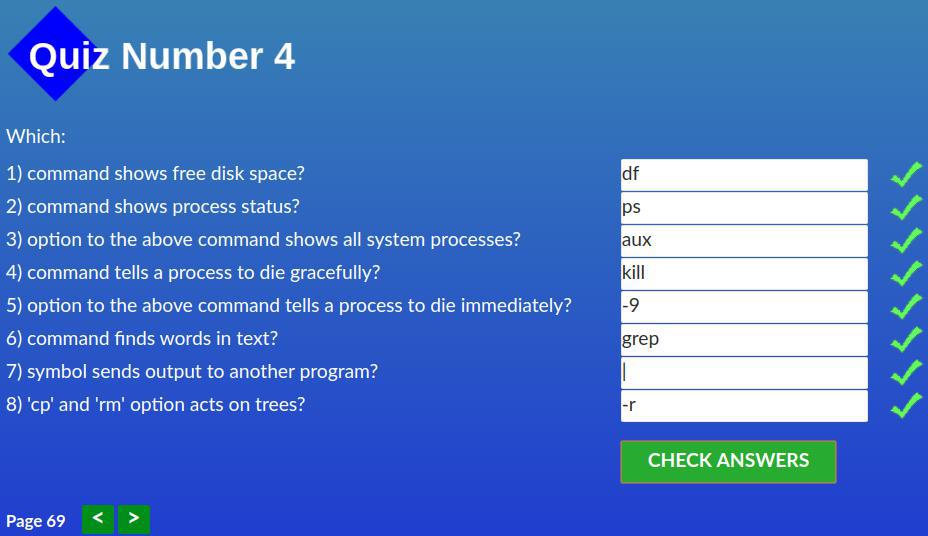 Quiz Number 4
Which:
1) command shows free disk space? df
2) command shows process status? ps
3) option to the above command shows all system processes? aux
4) command tells a process to die gracefully? kill
5) option to the above command tells a process to die immediately? -9
6) command finds words in text? grep
7) symbol sends output to another program? |
8) 'cp' and 'rm' option acts on trees? -r
CHECK ANSWERS
Page 69 < >